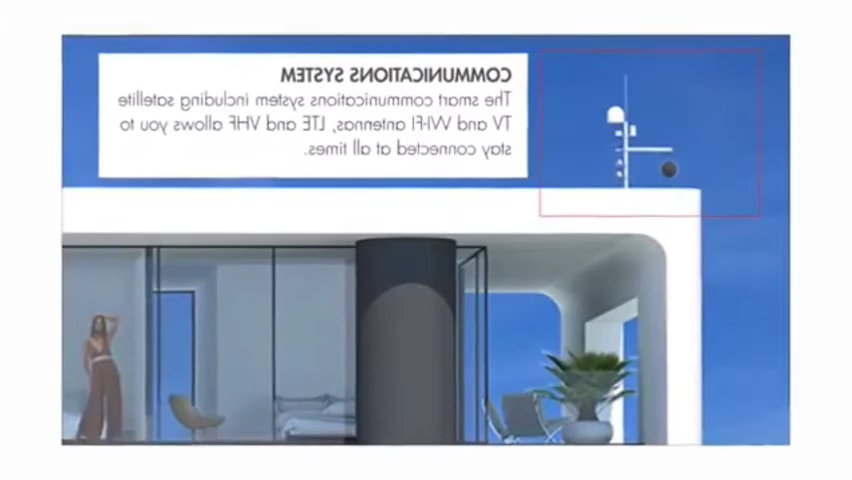 COMMUNICATIONS SYSTEM
The smart communications system including satellite
TV and Wi-Fi antennas, LTE and VHF allows you to
stay connected at all times.